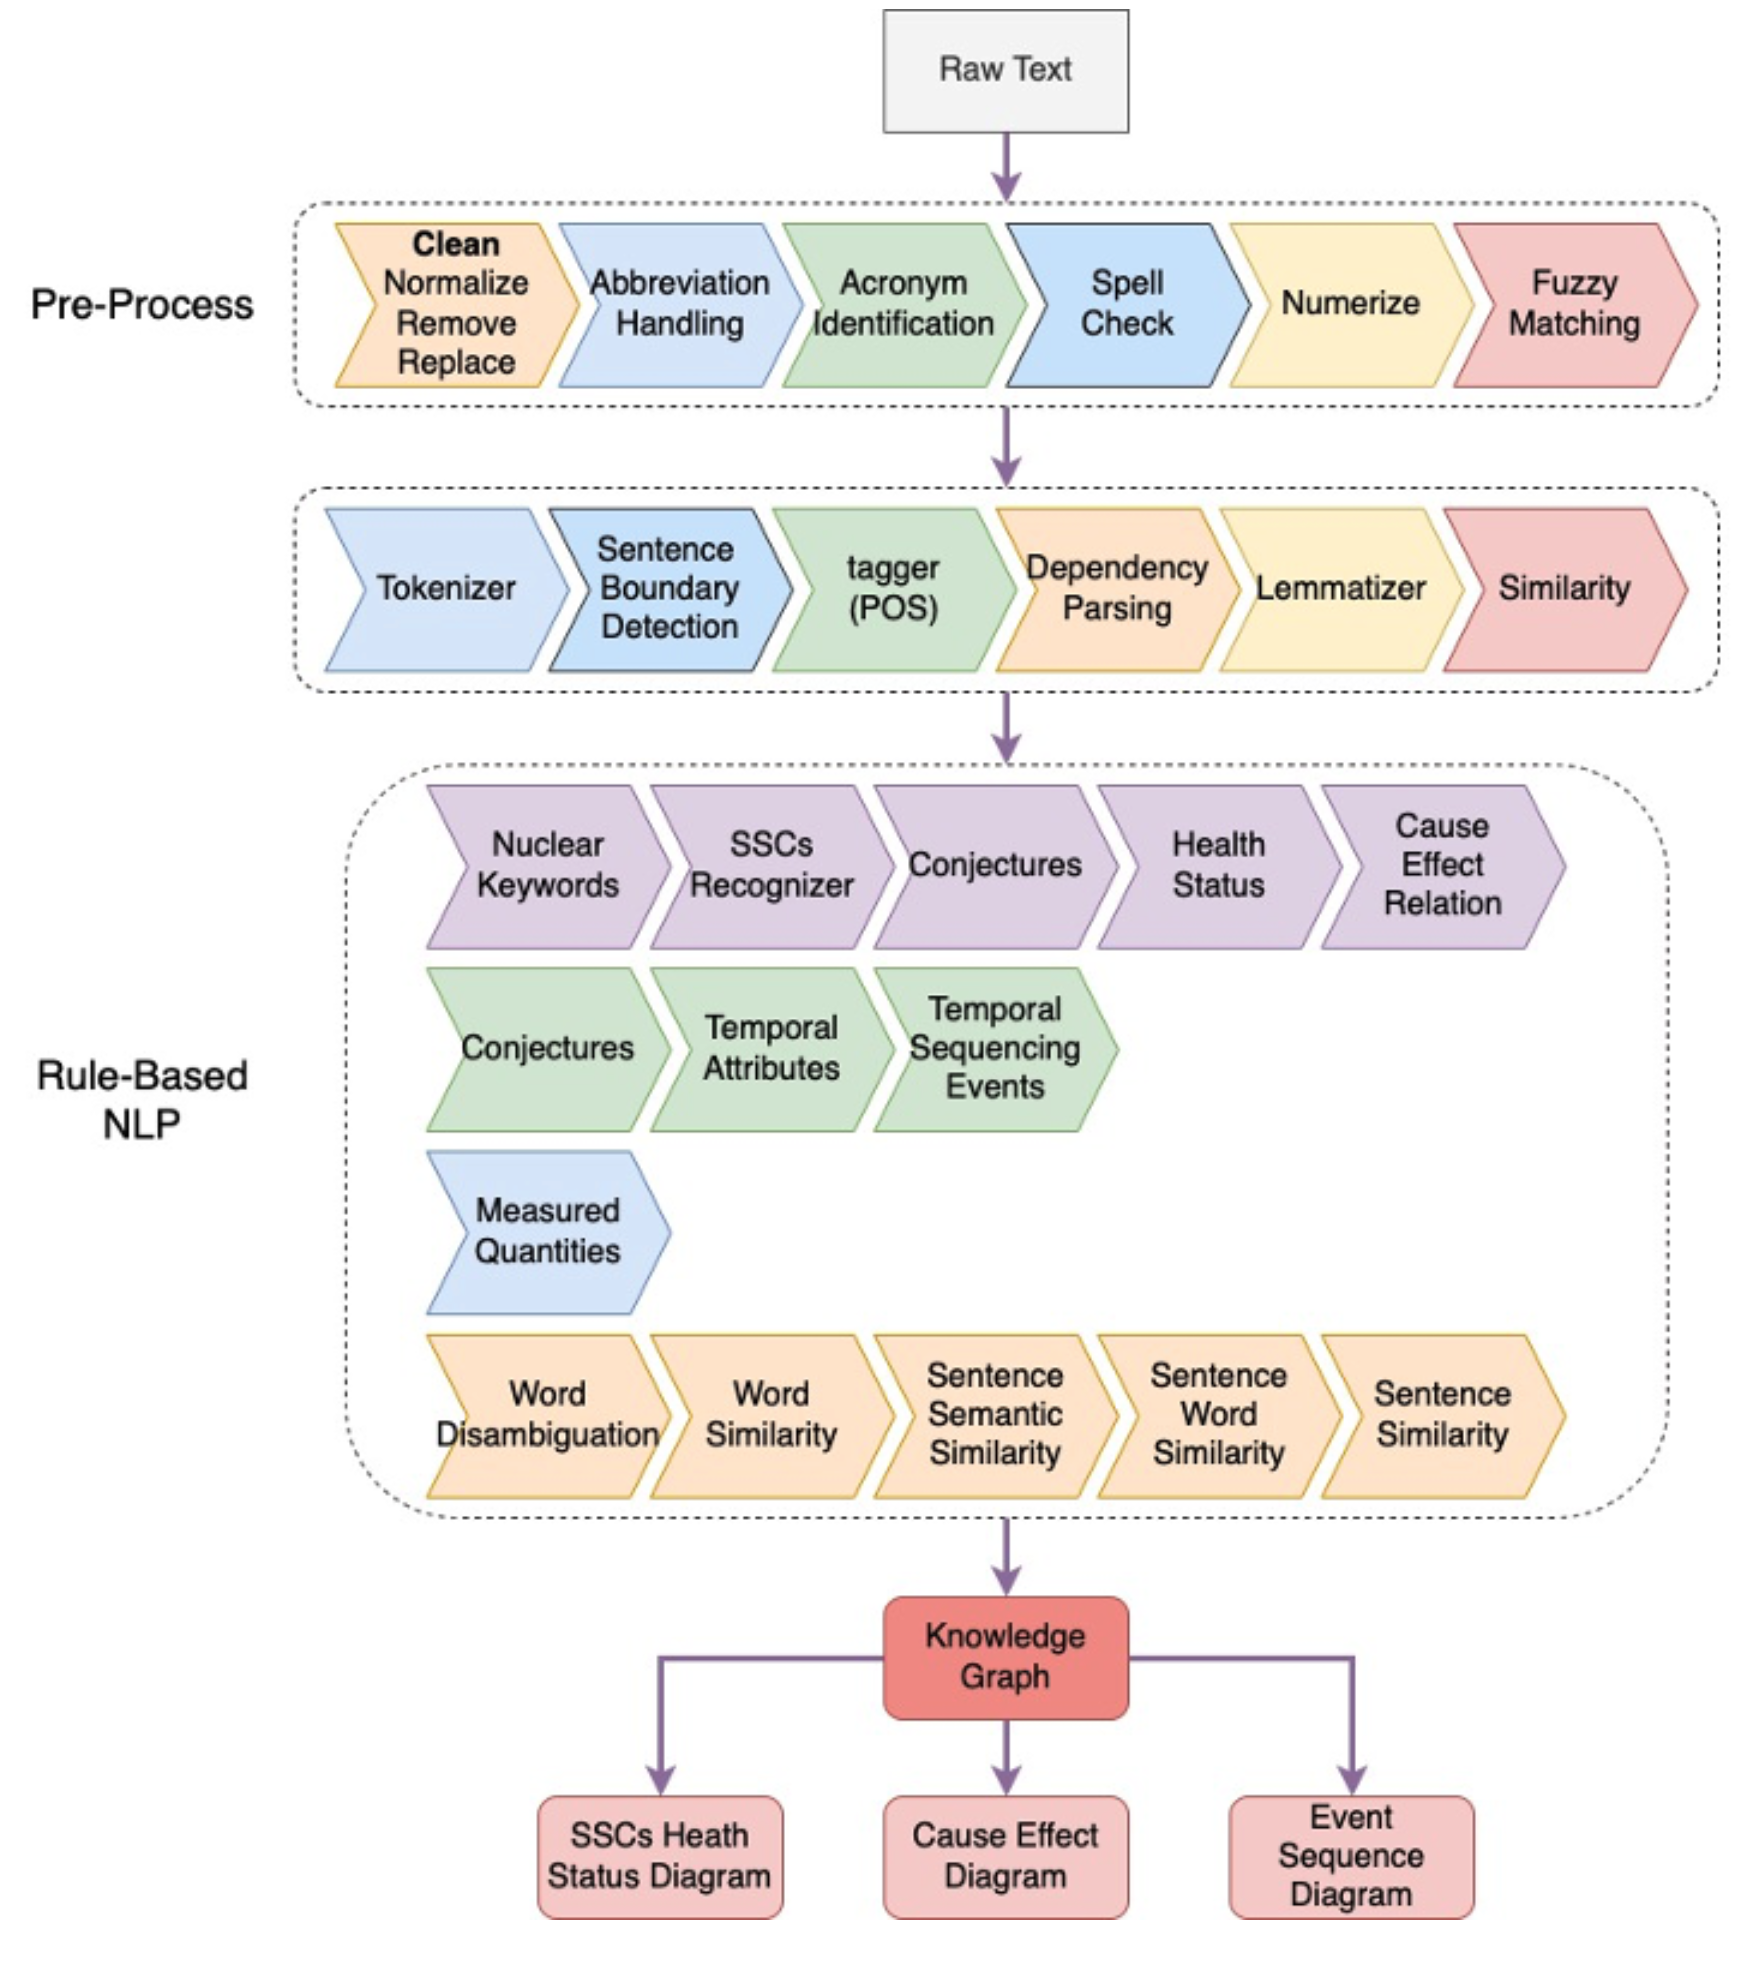 Raw Text
Pre-Process
Clean
Normalize
Remove
Replace
Abbreviation
Handling
Acronym
Identification
Spell
Check
Numerize
Fuzzy
Matching
Tokenizer
Sentence
Boundary
Detection
tagger
(POS)
Dependency
Parsing
Lemmatizer
Similarity
Rule-Based
NLP
Nuclear
Keywords
SSCs
Recognizer
Conjectures
Health
Status
Cause
Effect
Relation
Conjectures
Temporal
Attributes
Temporal
Sequencing
Events
Measured
Quantities
Word
Disambiguation
Word
Similarity
Sentence
Semantic
Similarity
Sentence
Word
Similarity
Sentence
Similarity
Knowledge
Graph
SSCs Heath
Status Diagram
Cause Effect
Diagram
Event
Sequence
Diagram